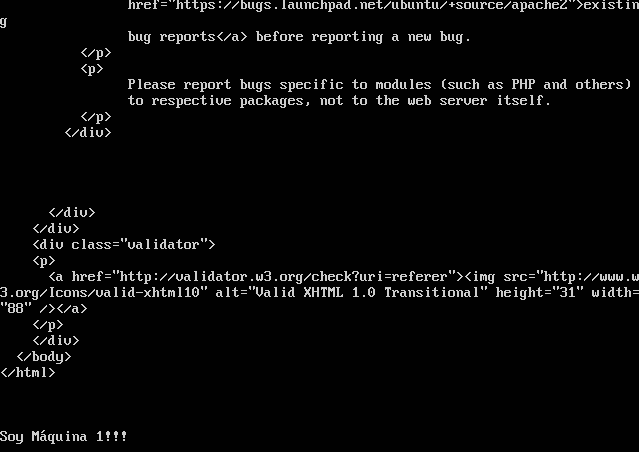 href="https://bugs.launchpad.net/ubuntu/+source/apache2">existin
g
bug reports</a> before reporting a new bug.
</p>
<p>
Please report bugs specific to modules (such as PHP and others)
to respective packages, not to the web server itself.
</p>
</div>
</div>
</div>
<div class="validator">
<p>
<a href="http://validator.w3.org/check?uri=referer"><img src="http://www.w
3.org/Icons/valid-xhtml10" alt="Valid XHTML 1.0 Transitional" height="31" width=
"88" /></a>
</p>
</div>
</body>
</html>
Soy Máquina 1!!!